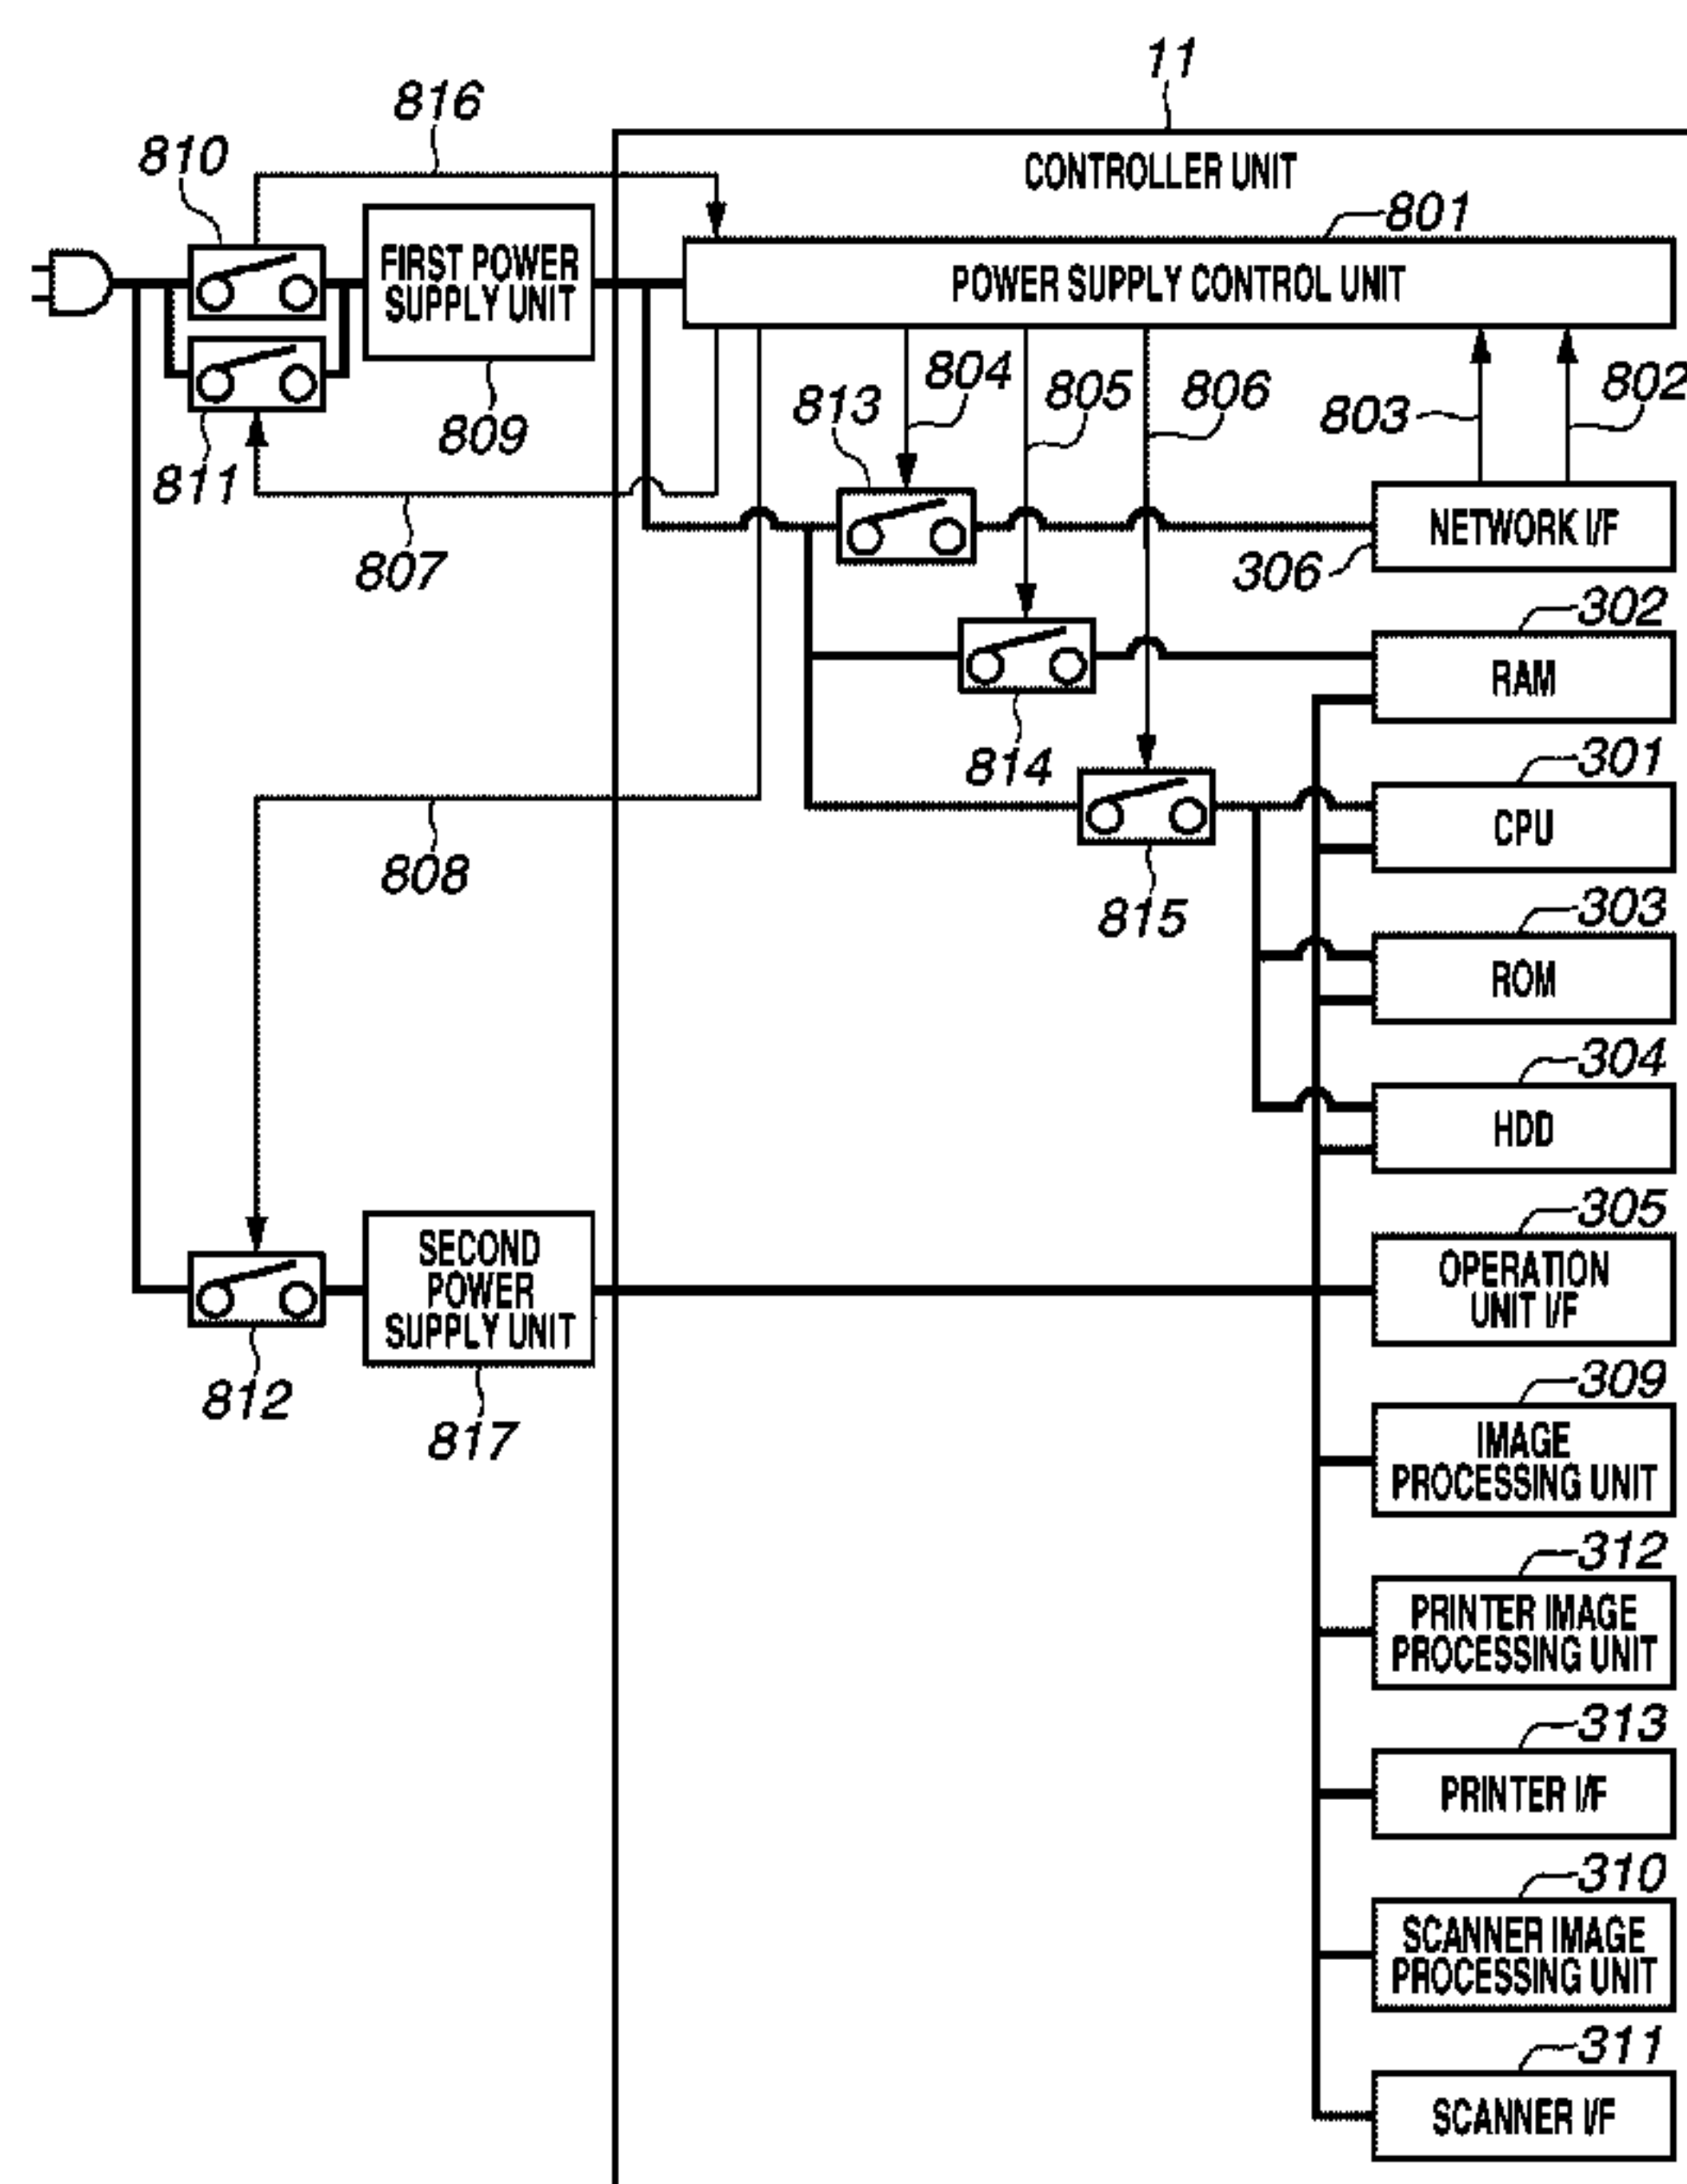 11
816
810
CONTROLLER UNIT
801
FIRST POWER
SUPPLY UNIT
POWER SUPPLY CONTROL UNIT
804
805
806
802
813
803
809
811
807
NETWORK I/F
306
302
RAM
814
301
808
CPU
815
303
ROM
304
HDD
305
SECOND
POWER
SUPPLY UNIT
OPERATION
UNIT I/F
812
817
309
IMAGE
PROCESSING UNIT
312
PRINTER IMAGE
PROCESSING UNIT
313
PRINTER I/F
310
SCANNER IMAGE
PROCESSING UNIT
311
SCANNER I/F